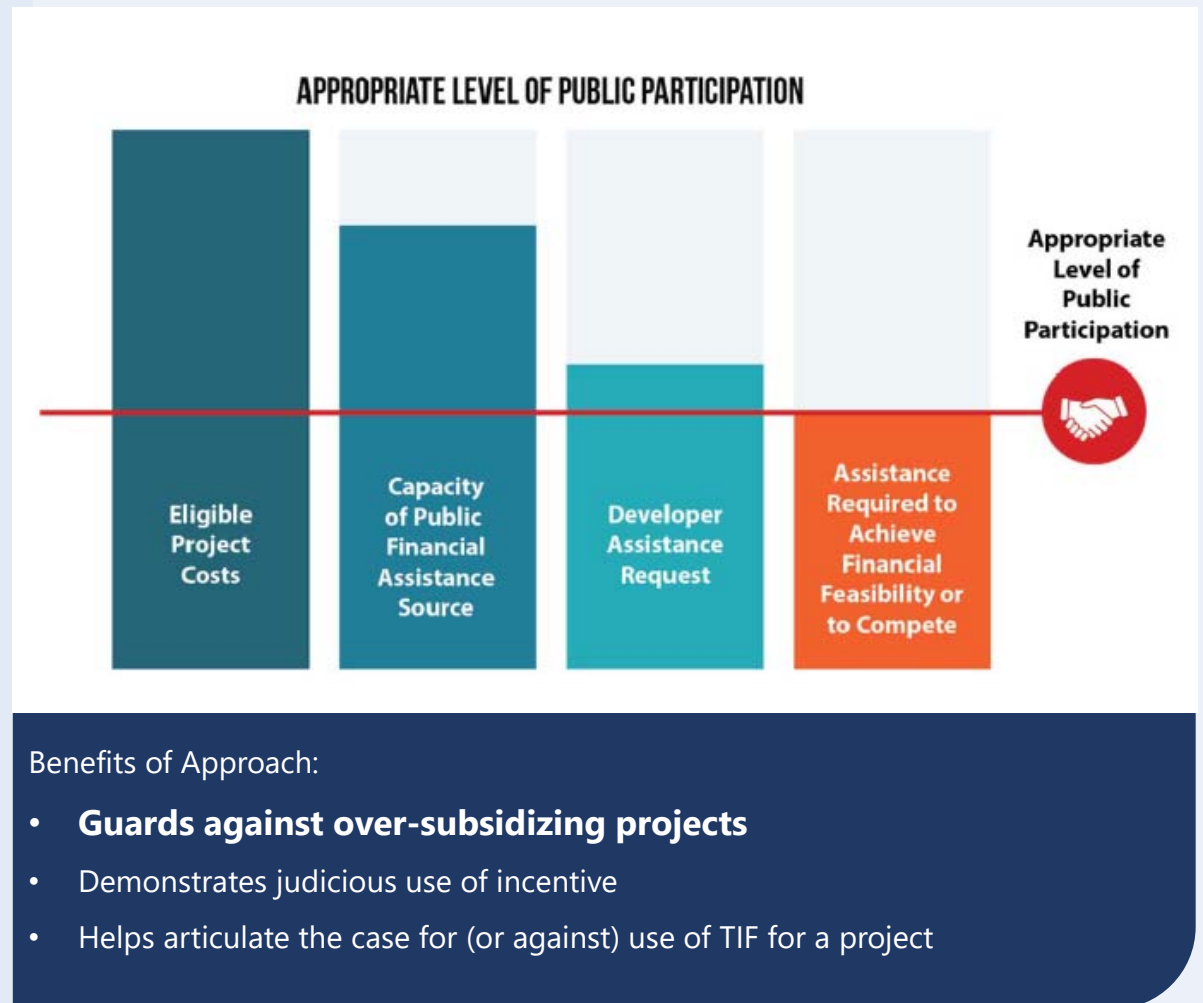 APPROPRIATE LEVEL OF PUBLIC PARTICIPATION
Eligible
Project
Costs
Capacity
of Public
Financial
Assistance
Source
Developer
Assistance
Request
Assistance
Required to
Achieve
Financial
Feasibility or
to Compete
Appropriate
Level of
Public
Participation
Benefits of Approach:
• Guards against over-subsidizing projects
• Demonstrates judicious use of incentive
• Helps articulate the case for (or against) use of TIF for a project